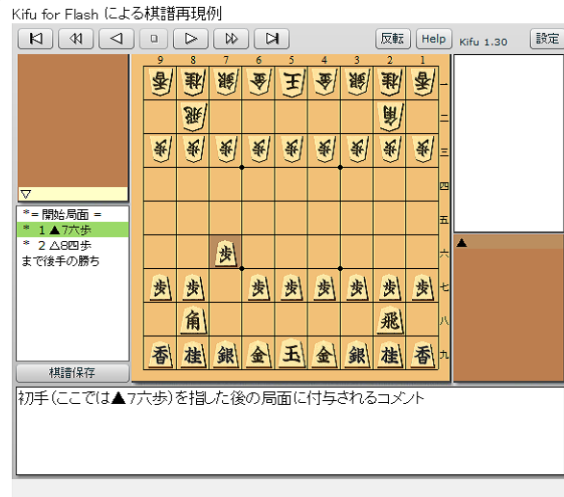 Kifu for Flash による棋譜再現例
反転 Help Kifu 1.30 設定
9 8 7 6 5 4 3 2 1
香 桂 銀 金 王 金 銀 桂 香 一
飛 角 二
歩 歩 歩 歩 歩 歩 歩 歩 歩 三
四
▽
*= 開始局面 =
* 1 ▲7六歩
* 2 △8四歩
まで後手の勝ち
五
▲
歩 六
歩 歩 歩 歩 歩 歩 歩 歩 七
角 飛 八
香 桂 銀 金 玉 金 銀 桂 香 九
棋譜保存
初手(ここでは▲7六歩)を指した後の局面に付与されるコメント